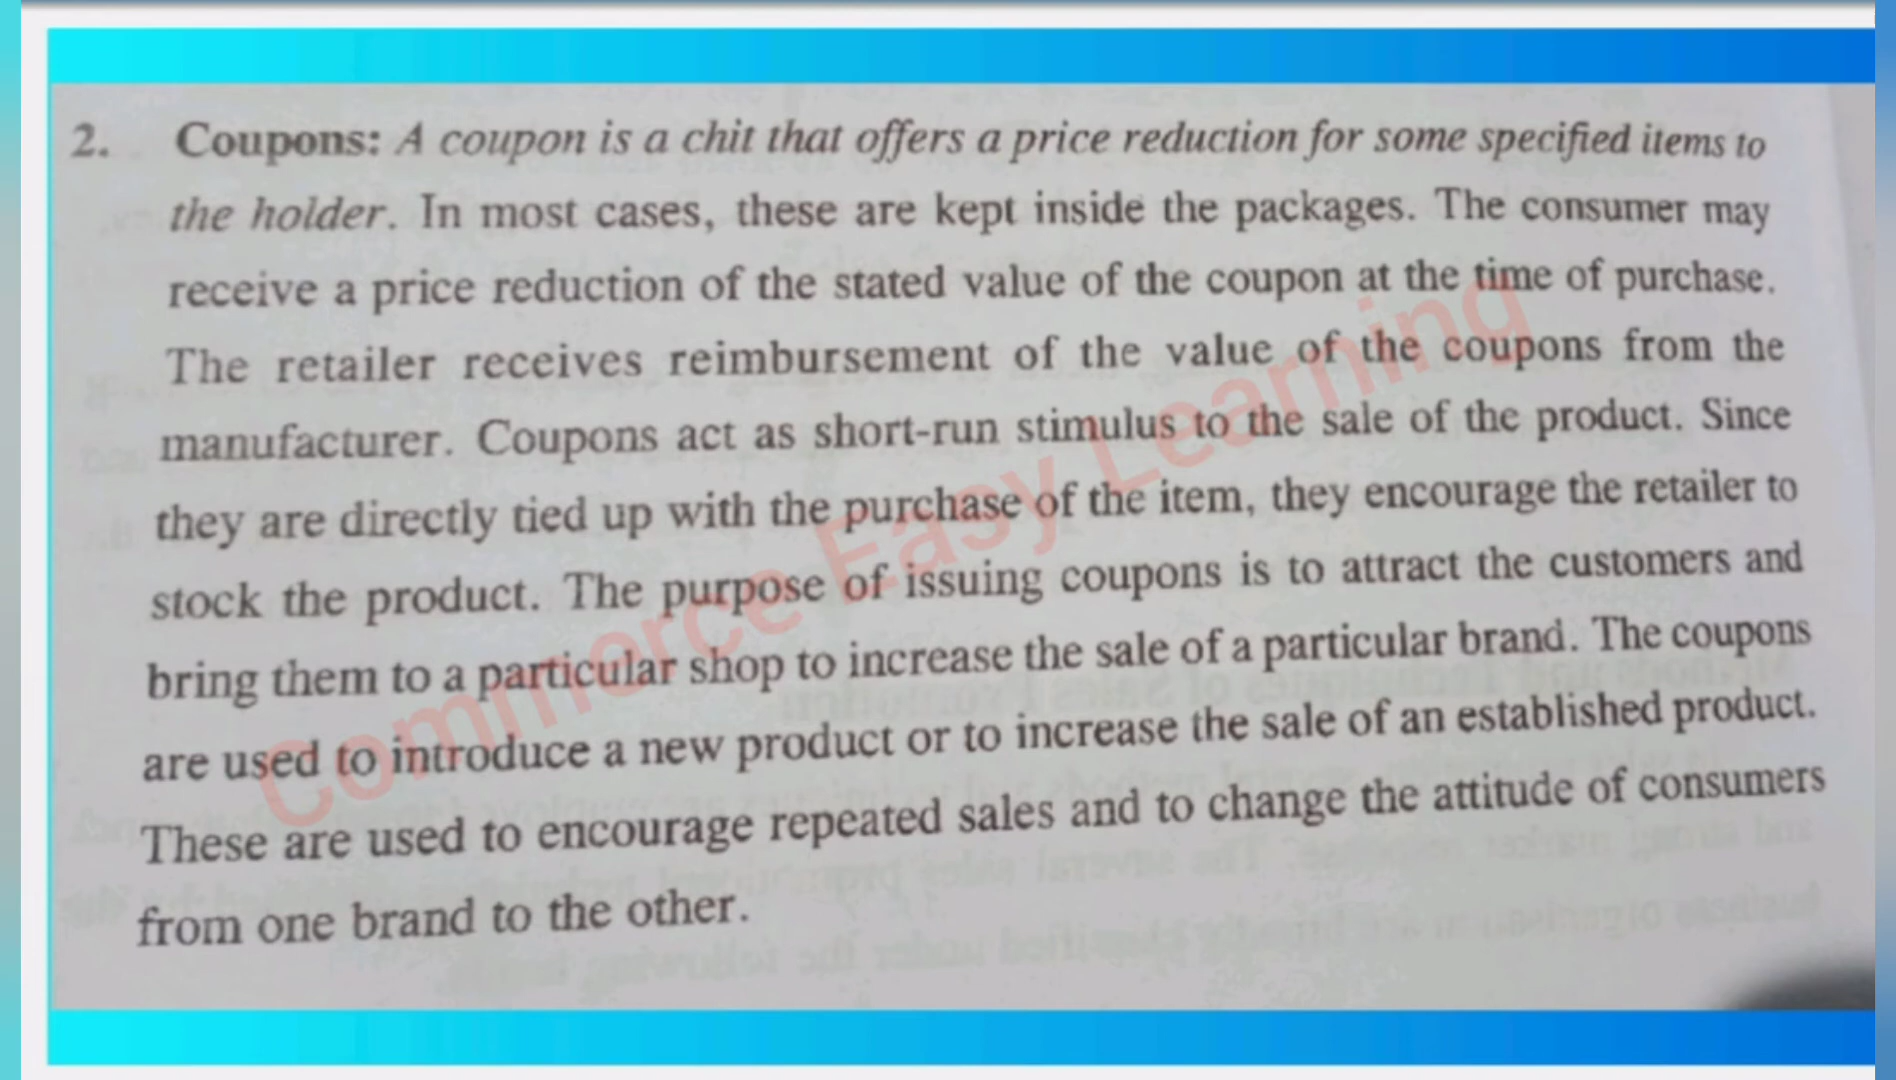 2. Coupons: A coupon is a chit that offers a price reduction for some specified items to
the holder. In most cases, these are kept inside the packages. The consumer may
receive a price reduction of the stated value of the coupon at the time of purchase.
The retailer receives reimbursement of the value of the coupons from the
manufacturer. Coupons act as short-run stimulus to the sale of the product. Since
they are directly tied up with the purchase of the item, they encourage the retailer to
stock the product. The purpose of issuing coupons is to attract the customers and
bring them to a particular shop to increase the sale of a particular brand. The coupons
are used to introduce a new product or to increase the sale of an established product.
These are used to encourage repeated sales and to change the attitude of consumers
from one brand to the other.
Commerce Easy Learning